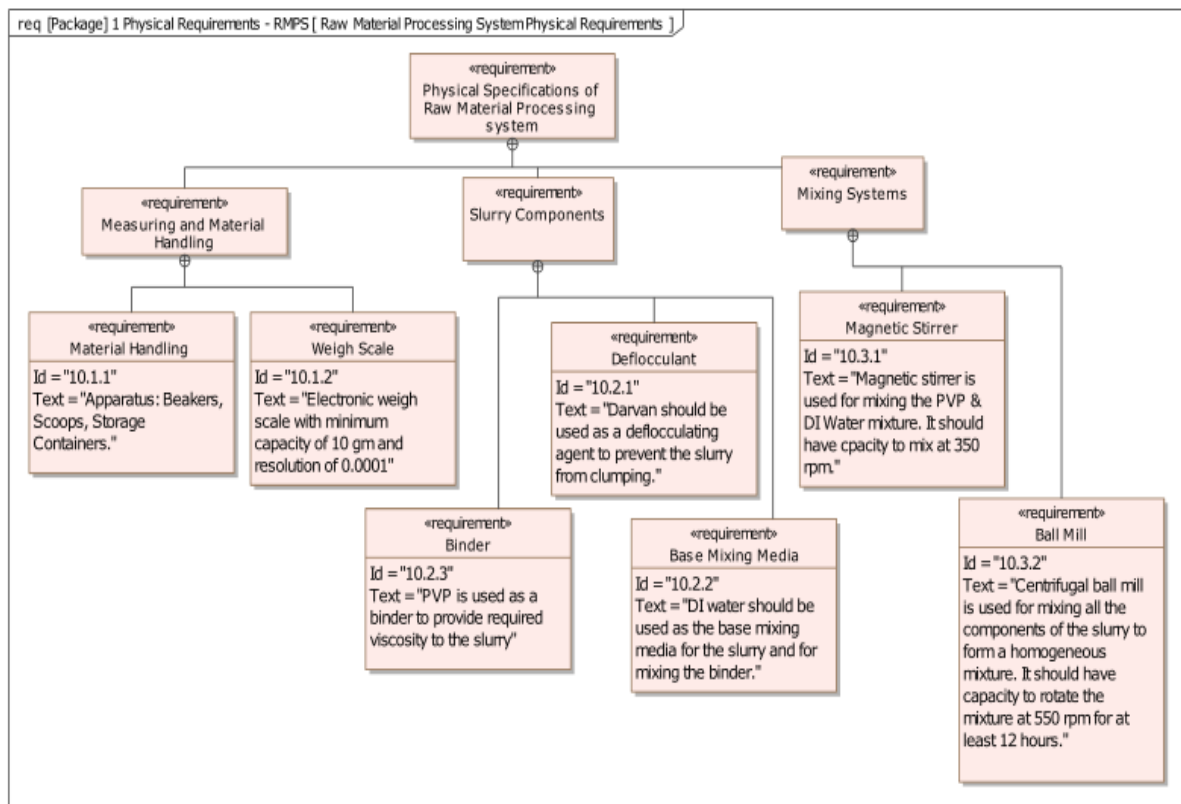 req [Package] 1 Physical Requirements - RMPS [ Raw Material Processing System Physical Requirements ]
«requirement»
Physical Specifications of
Raw Material Processing
system
«requirement»
Measuring and Material
Handling
«requirement»
Slurry Components
«requirement»
Mixing Systems
«requirement»
Material Handling
Id = "10.1.1"
Text = "Apparatus: Beakers,
Scoops, Storage
Containers."
«requirement»
Weigh Scale
Id = "10.1.2"
Text = "Electronic weigh
scale with minimum
capacity of 10 gm and
resolution of 0.0001"
«requirement»
Deflocculant
Id = "10.2.1"
Text = "Darvan should be
used as a deflocculating
agent to prevent the slurry
from clumping."
«requirement»
Magnetic Stirrer
Id = "10.3.1"
Text = "Magnetic stirrer is
used for mixing the PVP &
DI Water mixture. It should
have cpacity to mix at 350
rpm."
«requirement»
Binder
Id = "10.2.3"
Text = "PVP is used as a
binder to provide required
viscosity to the slurry"
«requirement»
Base Mixing Media
Id = "10.2.2"
Text = "DI water should be
used as the base mixing
media for the slurry and for
mixing the binder."
«requirement»
Ball Mill
Id = "10.3.2"
Text = "Centrifugal ball mill
is used for mixing all the
components of the slurry to
form a homogeneous
mixture. It should have
capacity to rotate the
mixture at 550 rpm for at
least 12 hours."